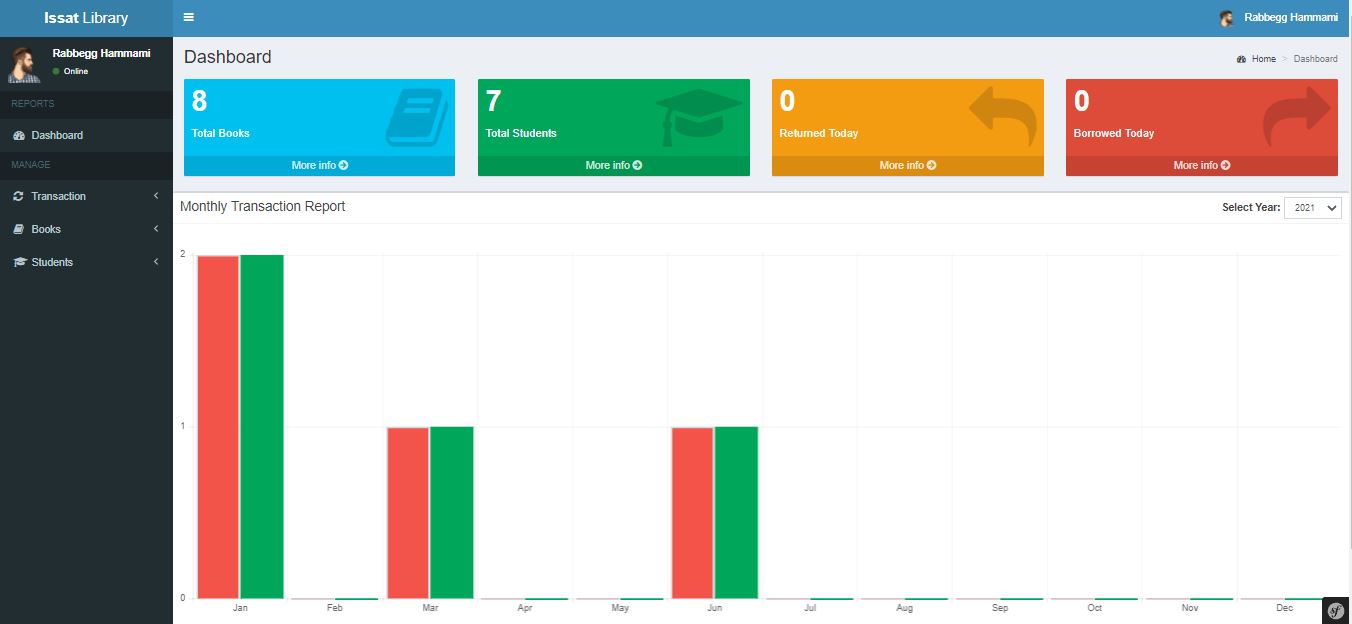 Issat Library
Rabbegg Hammami
Rabbegg Hammami
Online
REPORTS
Dashboard
MANAGE
Transaction
Books
Students
Dashboard
Home > Dashboard
8
Total Books
More info
7
Total Students
More info
0
Returned Today
More info
0
Borrowed Today
More info
Monthly Transaction Report
Select Year: 2021
2
1
0
Jan Feb Mar Apr May Jun Jul Aug Sep Oct Nov Dec
sf